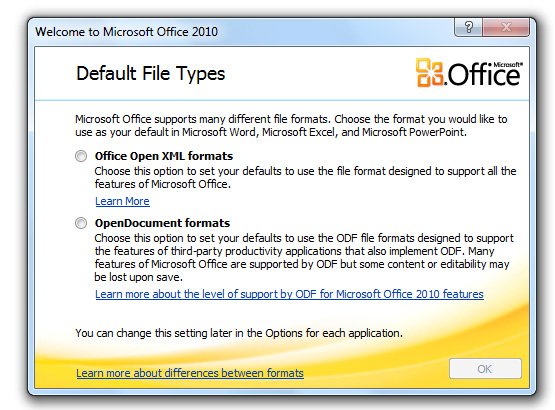 Welcome to Microsoft Office 2010
?
Default File Types
Microsoft®
Office
Microsoft Office supports many different file formats. Choose the format you would like to
use as your default in Microsoft Word, Microsoft Excel, and Microsoft PowerPoint.
Office Open XML formats
Choose this option to set your defaults to use the file format designed to support all the
features of Microsoft Office.
Learn More
OpenDocument formats
Choose this option to set your defaults to use the ODF file formats designed to support
the features of third-party productivity applications that also implement ODF. Many
features of Microsoft Office are supported by ODF but some content or editability may
be lost upon save.
Learn more about the level of support by ODF for Microsoft Office 2010 features
You can change this setting later in the Options for each application.
Learn more about differences between formats
OK